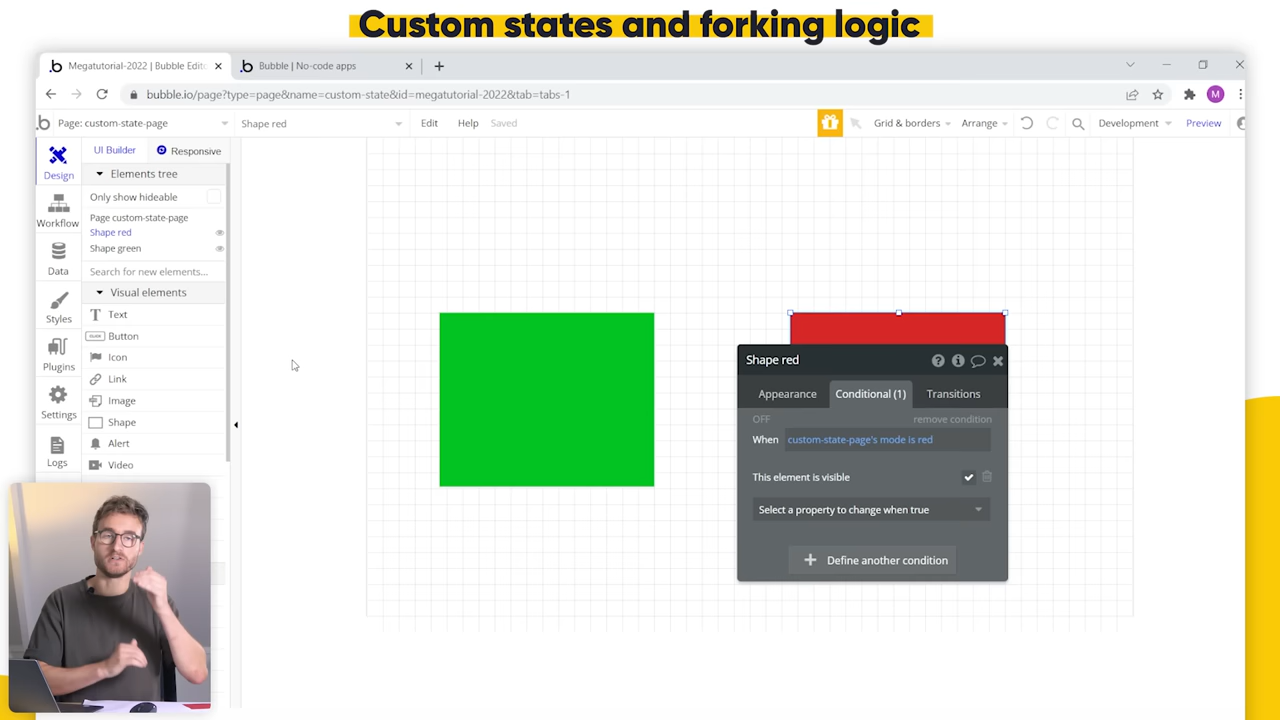 Custom states and forking logic
Megatutorial-2022 | Bubble Edito
Bubble | No-code apps
bubble.io/page?type=page&name=custom-state&id=megatutorial-2022&tab=tabs-1
M
Page: custom-state-page
Shape red
Edit
Help
Saved
Grid & borders
Arrange
Development
Preview
Design
Workflow
Data
Styles
Plugins
Settings
Logs
UI Builder
Responsive
Elements tree
Only show hideable
Page custom-state-page
Shape red
Shape green
Search for new elements...
Visual elements
Text
Button
Icon
Link
Image
Shape
Alert
Video
Shape red
Appearance
Conditional (1)
Transitions
OFF
remove condition
When
custom-state-page's mode is red
This element is visible
Select a property to change when true
Define another condition